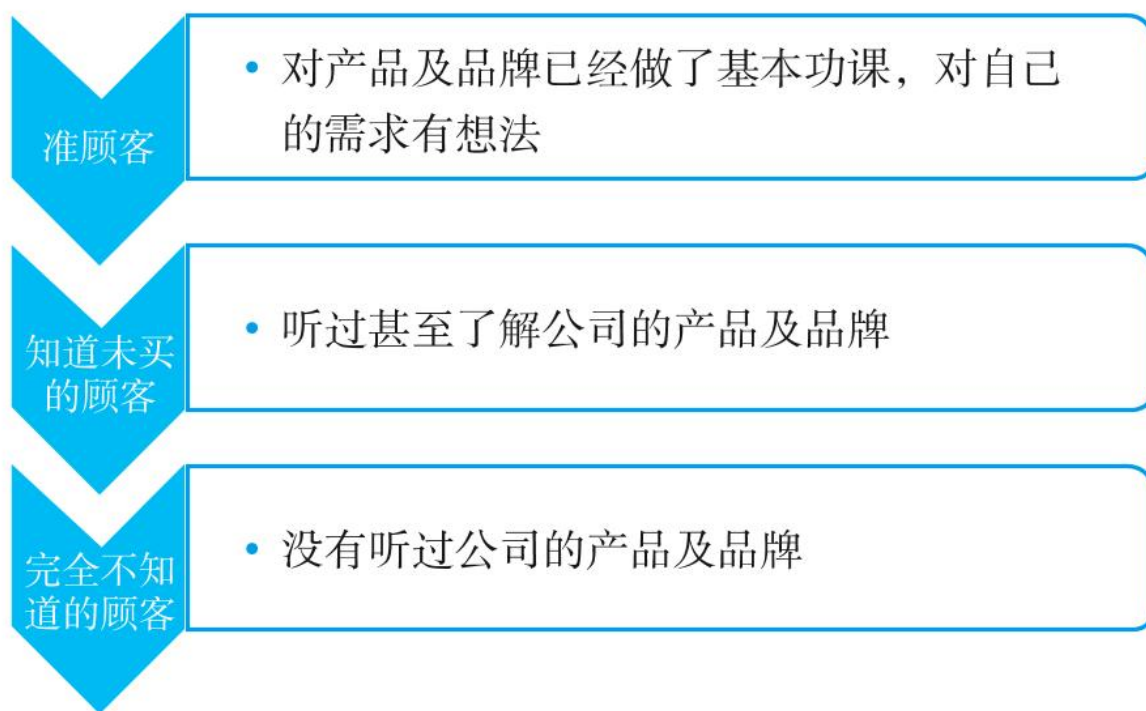 准顾客
• 对产品及品牌已经做了基本功课，对自己
的需求有想法
知道未买
的顾客
• 听过甚至了解公司的产品及品牌
完全不知
道的顾客
• 没有听过公司的产品及品牌